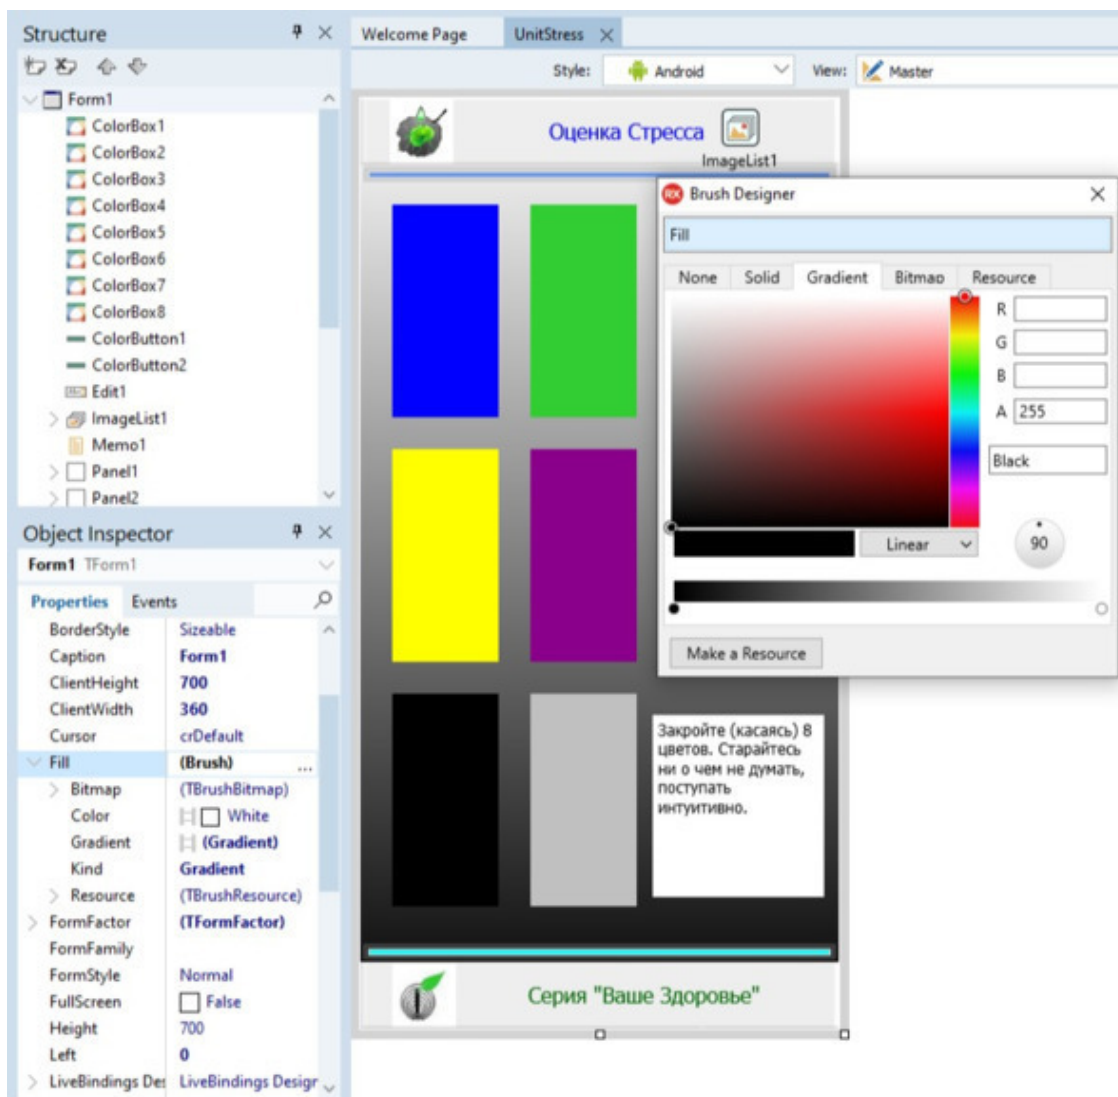 Structure
Form1
ColorBox1
ColorBox2
ColorBox3
ColorBox4
ColorBox5
ColorBox6
ColorBox7
ColorBox8
ColorButton1
ColorButton2
Edit1
ImageList1
Memo1
Panel1
Panel2
Object Inspector
Form1 TForm1
Properties Events
BorderStyle Sizeable
Caption Form1
ClientHeight 700
ClientWidth 360
Cursor crDefault
Fill (Brush) ...
Bitmap (TBrushBitmap)
Color White
Gradient (Gradient)
Kind Gradient
Resource (TBrushResource)
FormFactor (TFormFactor)
FormFamily
FormStyle Normal
FullScreen False
Height 700
Left 0
LiveBindings Des LiveBindings Desigr
Welcome Page UnitStress
Style: Android View: Master
Оценка Стресса
ImageList1
Закройте (касаясь) 8
цветов. Старайтесь
ни о чем не думать,
поступать
интуитивно.
Серия "Ваше Здоровье"
RX Brush Designer
Fill
None Solid Gradient Bitmap Resource
R
G
B
A 255
Black
Linear
90
Make a Resource